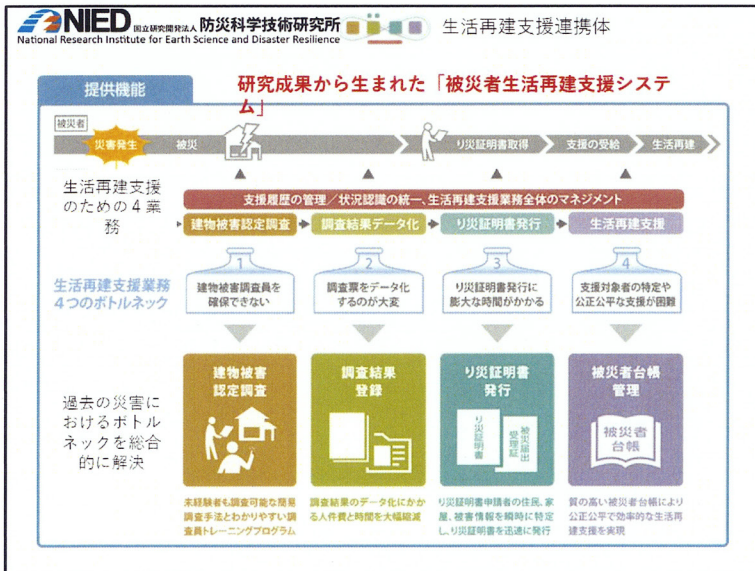 NIED 国立研究開発法人 防災科学技術研究所
National Research Institute for Earth Science and Disaster Resilience
生活再建支援連携体
提供機能
研究成果から生まれた「被災者生活再建支援システ
ム」
被災者
災害発生
被災
り災証明書取得
支援の受給
生活再建
生活再建支援
のための4業
務
支援履歴の管理/状況認識の統一、生活再建支援業務全体のマネジメント
建物被害認定調査
調査結果データ化
り災証明書発行
生活再建支援
生活再建支援業務
4つのボトルネック
1
建物被害調査員を
確保できない
2
調査票をデータ化
するのが大変
3
り災証明書発行に
膨大な時間がかかる
4
支援対象者の特定や
公正公平な支援が困難
過去の災害に
おけるボトル
ネックを総合
的に解決
建物被害
認定調査
調査結果
登録
り災証明書
発行
り災証明書
被災届出
受理証
被災者台帳
管理
被災者
台帳
未経験者も調査可能な簡易
調査手法とわかりやすい調
査員トレーニングプログラム
調査結果のデータ化にかか
る人件費と時間を大幅縮減
り災証明書申請者の住民、家
屋、被害情報を瞬時に特定
し、り災証明書を迅速に発行
質の高い被災者台帳により
公正公平で効率的な生活再
建支援を実現